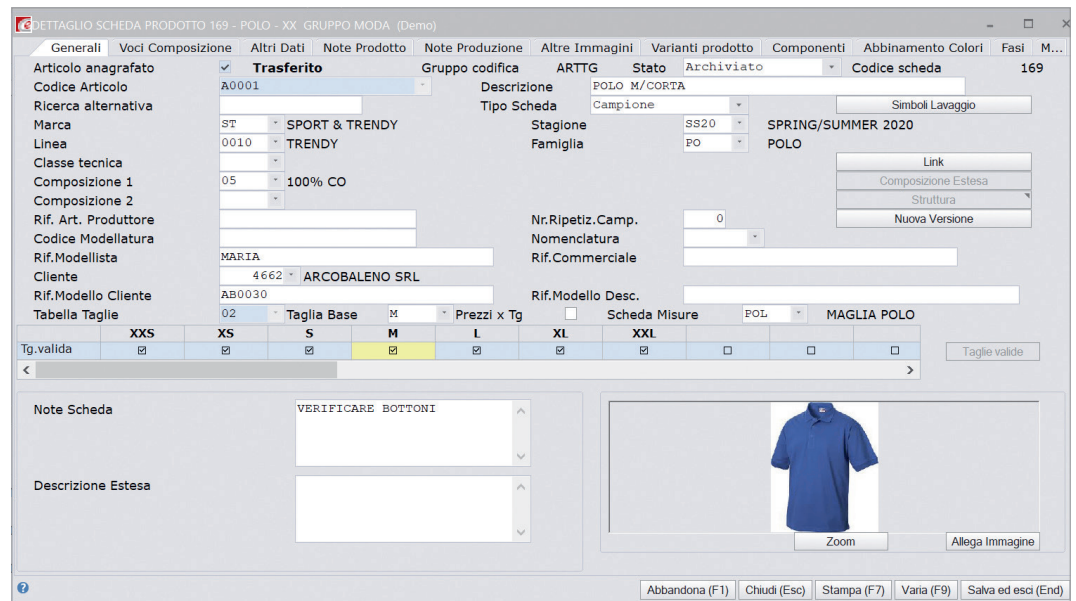 DETTAGLIO SCHEDA PRODOTTO 169 - POLO - XX GRUPPO MODA (Demo)
Generali Voci Composizione Altri Dati Note Prodotto Note Produzione Altre Immagini Varianti prodotto Componenti Abbinamento Colori Fasi M...
Articolo anagrafato Trasferito Gruppo codifica ARTTG Stato Archiviato Codice scheda 169
Codice Articolo A0001 Descrizione POLO M/CORTA
Ricerca alternativa Tipo Scheda Campione Simboli Lavaggio
Marca ST SPORT & TRENDY Stagione SS20 SPRING/SUMMER 2020
Linea 0010 TRENDY Famiglia PO POLO
Classe tecnica Link
Composizione 1 05 100% CO Composizione Estesa
Composizione 2 Struttura
Rif. Art. Produttore Nr.Ripetiz.Camp. 0 Nuova Versione
Codice Modellatura Nomenclatura
Rif.Modellista MARIA Rif.Commerciale
Cliente 4662 ARCOBALENO SRL
Rif.Modello Cliente AB0030 Rif.Modello Desc.
Tabella Taglie 02 Taglia Base M Prezzi x Tg Scheda Misure POL MAGLIA POLO
XXS XS S M L XL XXL
Tg.valida Taglie valide
Note Scheda VERIFICARE BOTTONI
Descrizione Estesa
Zoom Allega Immagine
Abbandona (F1) Chiudi (Esc) Stampa (F7) Varia (F9) Salva ed esci (End)